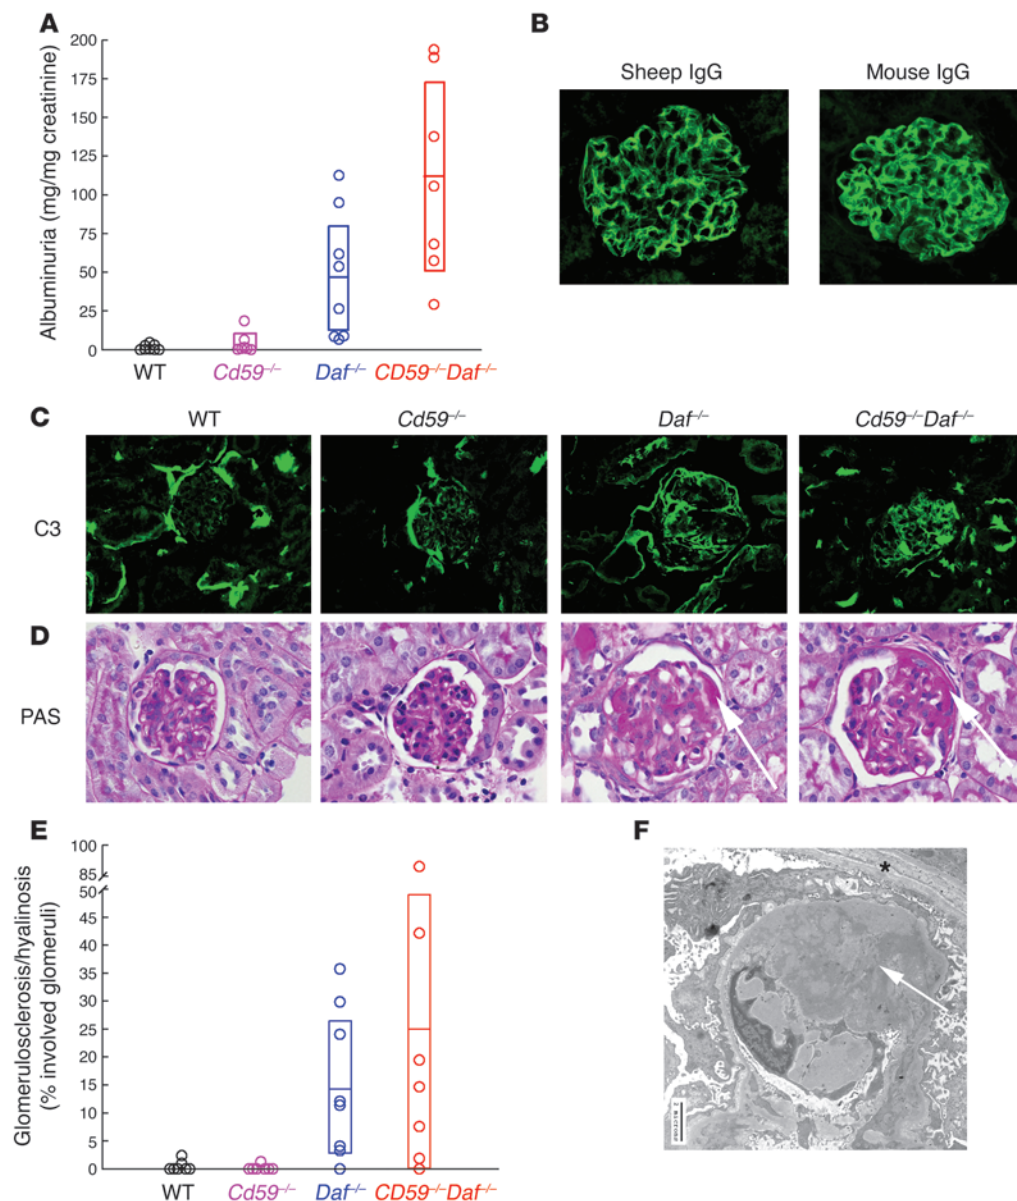 A
Albuminuria (mg/mg creatinine)
200
175
150
125
100
75
50
25
0
WT Cd59⁻/⁻ Daf⁻/⁻ CD59⁻/⁻Daf⁻/⁻
B
Sheep IgG Mouse IgG
C
WT Cd59⁻/⁻ Daf⁻/⁻ Cd59⁻/⁻Daf⁻/⁻
C3
D
PAS
E
Glomerulosclerosis/hyalinosis
(% involved glomeruli)
100
85
50
45
40
35
30
25
20
15
10
5
0
WT Cd59⁻/⁻ Daf⁻/⁻ CD59⁻/⁻Daf⁻/⁻
F
*